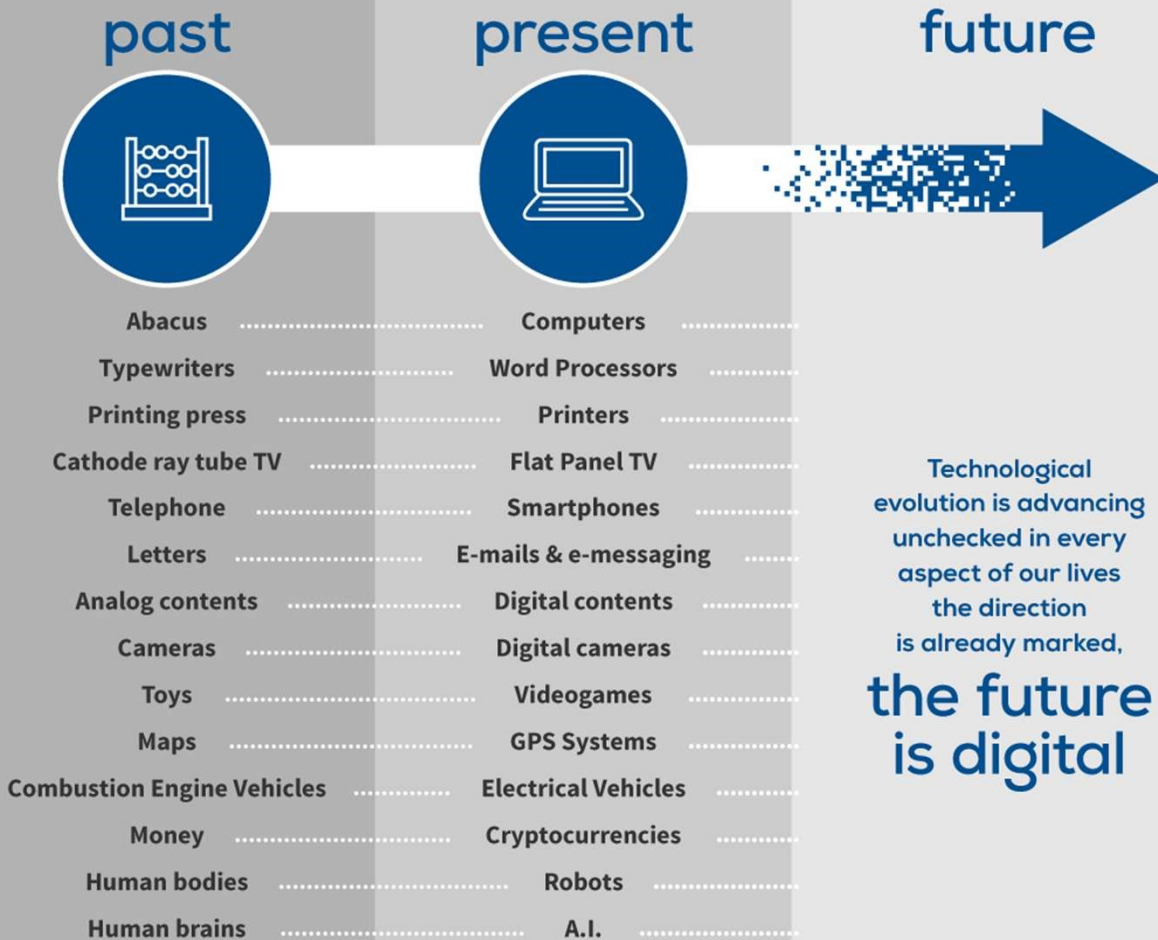 past present future
Abacus Computers
Typewriters Word Processors
Printing press Printers
Cathode ray tube TV Flat Panel TV
Telephone Smartphones
Letters E-mails & e-messaging
Analog contents Digital contents
Cameras Digital cameras
Toys Videogames
Maps GPS Systems
Combustion Engine Vehicles Electrical Vehicles
Money Cryptocurrencies
Human bodies Robots
Human brains A.I.
Technological
evolution is advancing
unchecked in every
aspect of our lives
the direction
is already marked,
the future
is digital